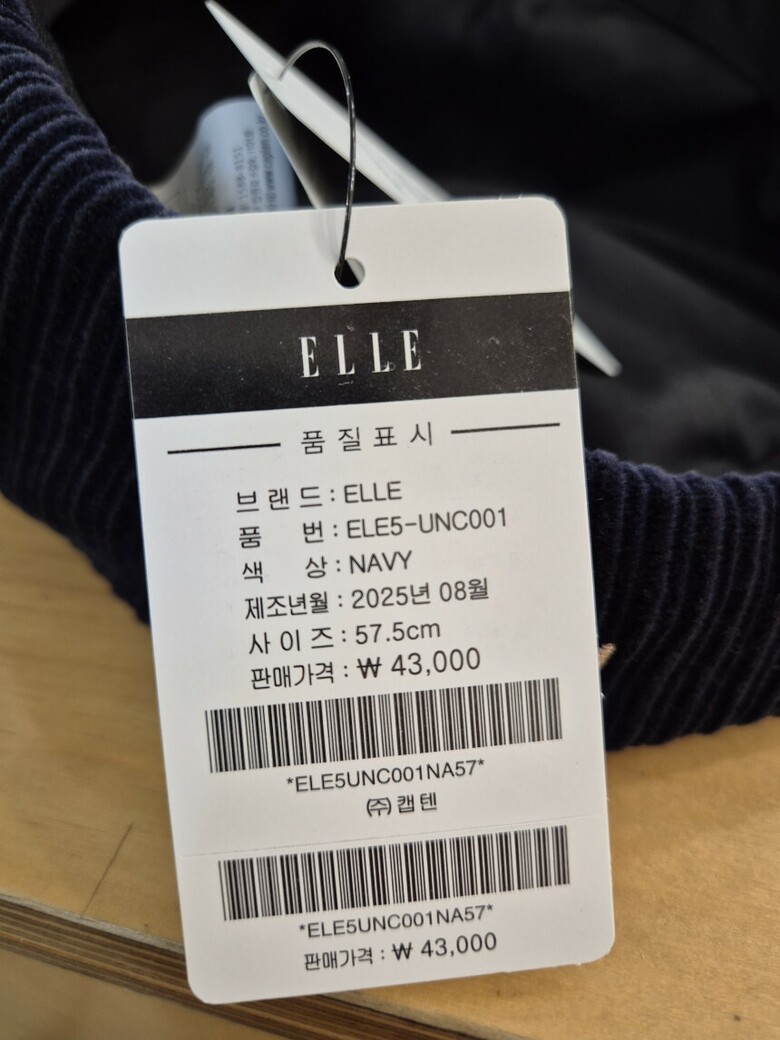 ELLE
품질표시
브랜드 : ELLE
품 번 : ELE5-UNC001
색 상 : NAVY
제조년월 : 2025년 08월
사이즈 : 57.5cm
판매가격 : ₩ 43,000
*ELE5UNC001NA57*
㈜캡텐
*ELE5UNC001NA57*
판매가격 : ₩ 43,000